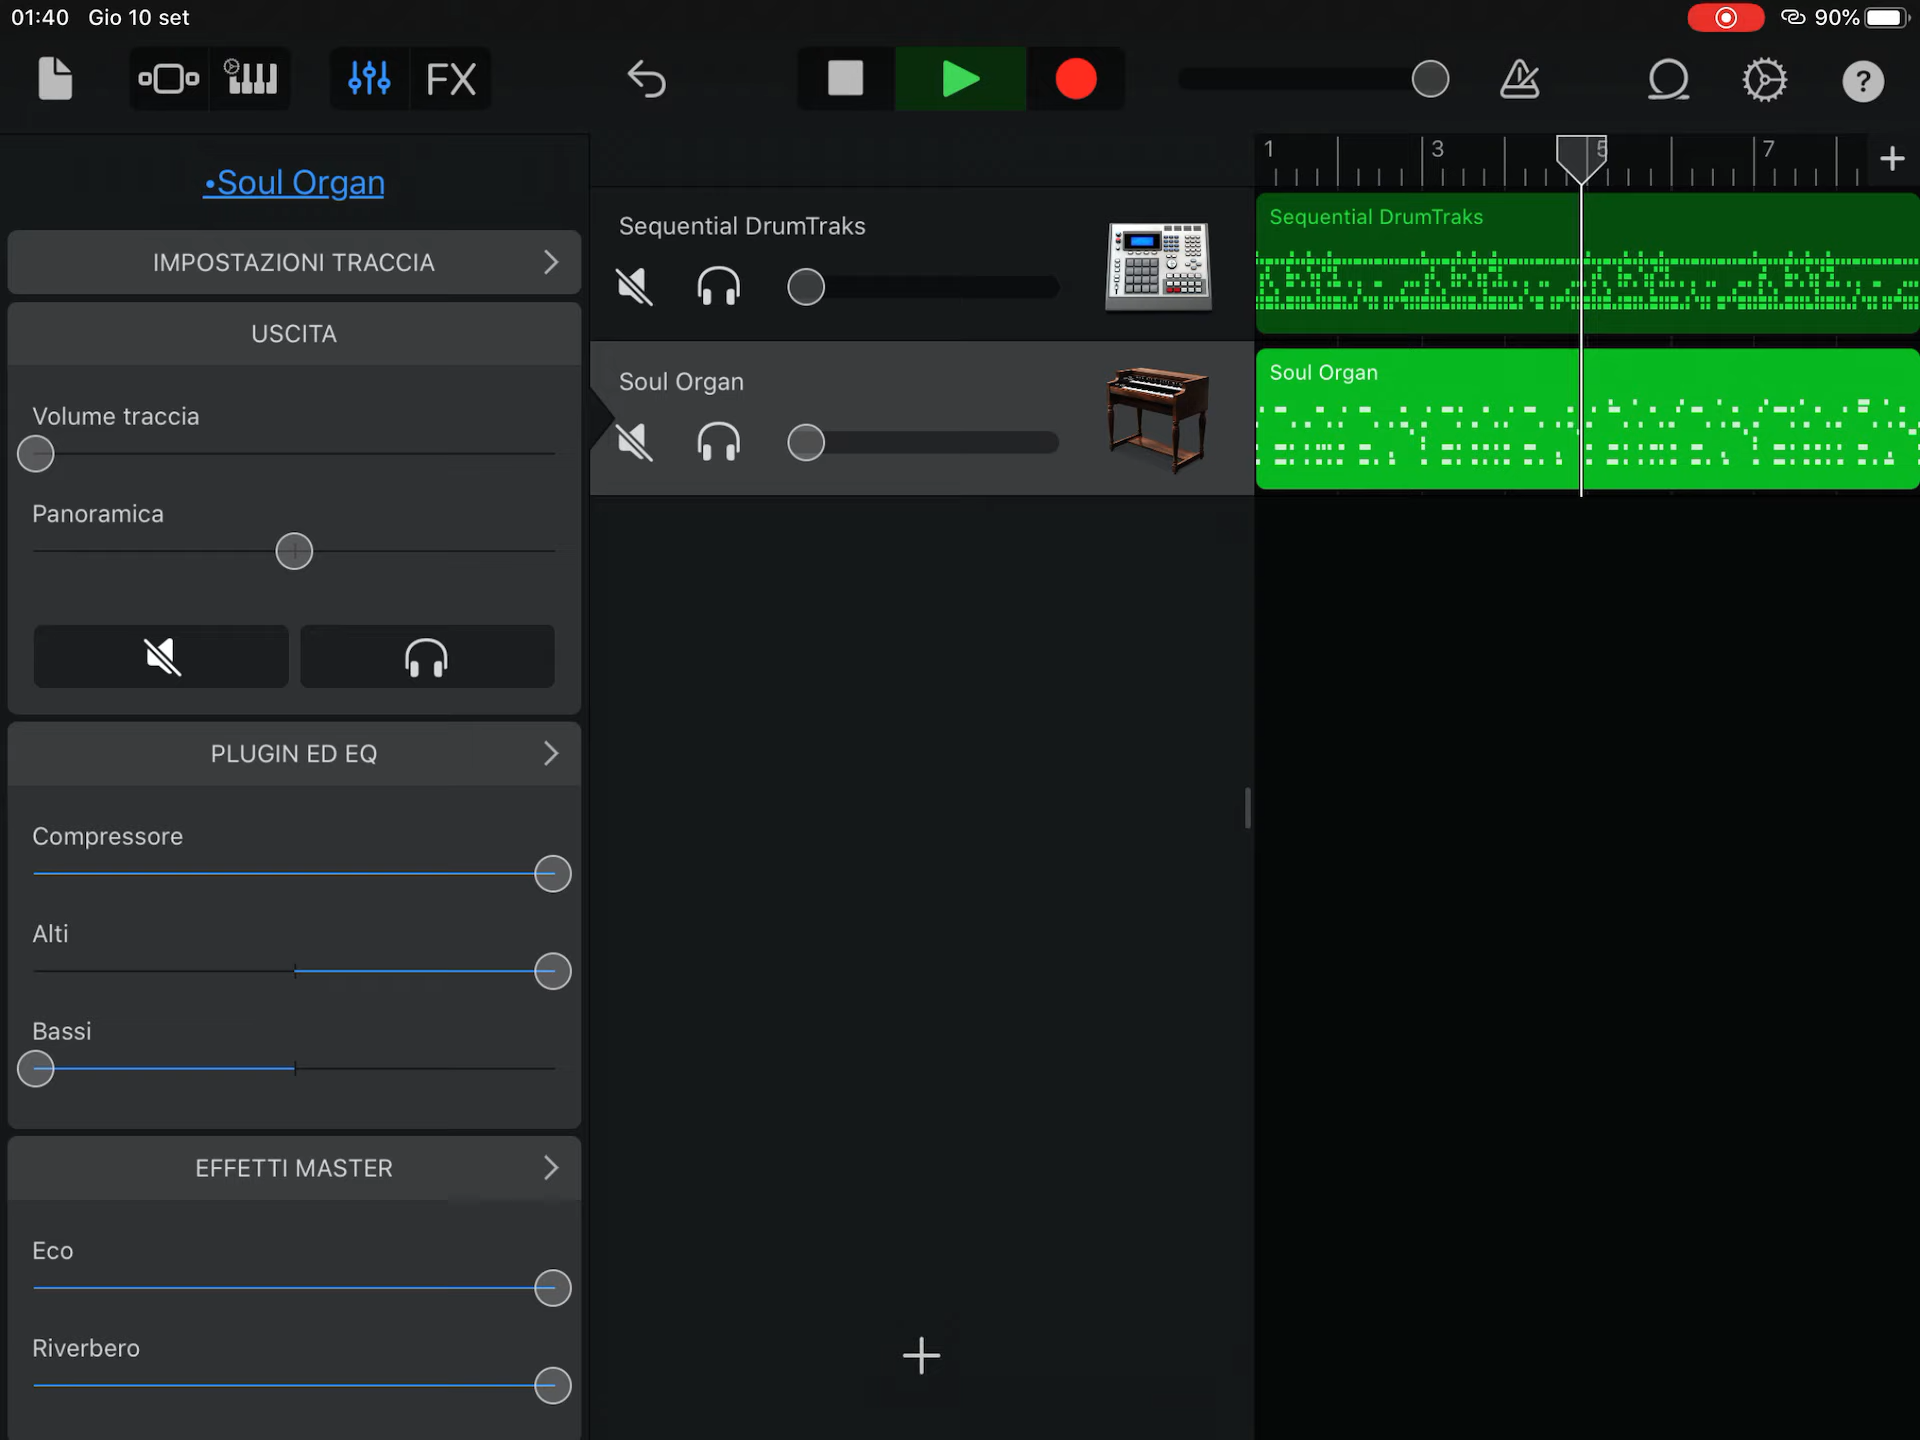 01:40 Gio 10 set
90%
FX
?
•Soul Organ
IMPOSTAZIONI TRACCIA
USCITA
Volume traccia
Panoramica
PLUGIN ED EQ
Compressore
Alti
Bassi
EFFETTI MASTER
Eco
Riverbero
Sequential DrumTraks
Soul Organ
1 3 5 7
Sequential DrumTraks
Soul Organ